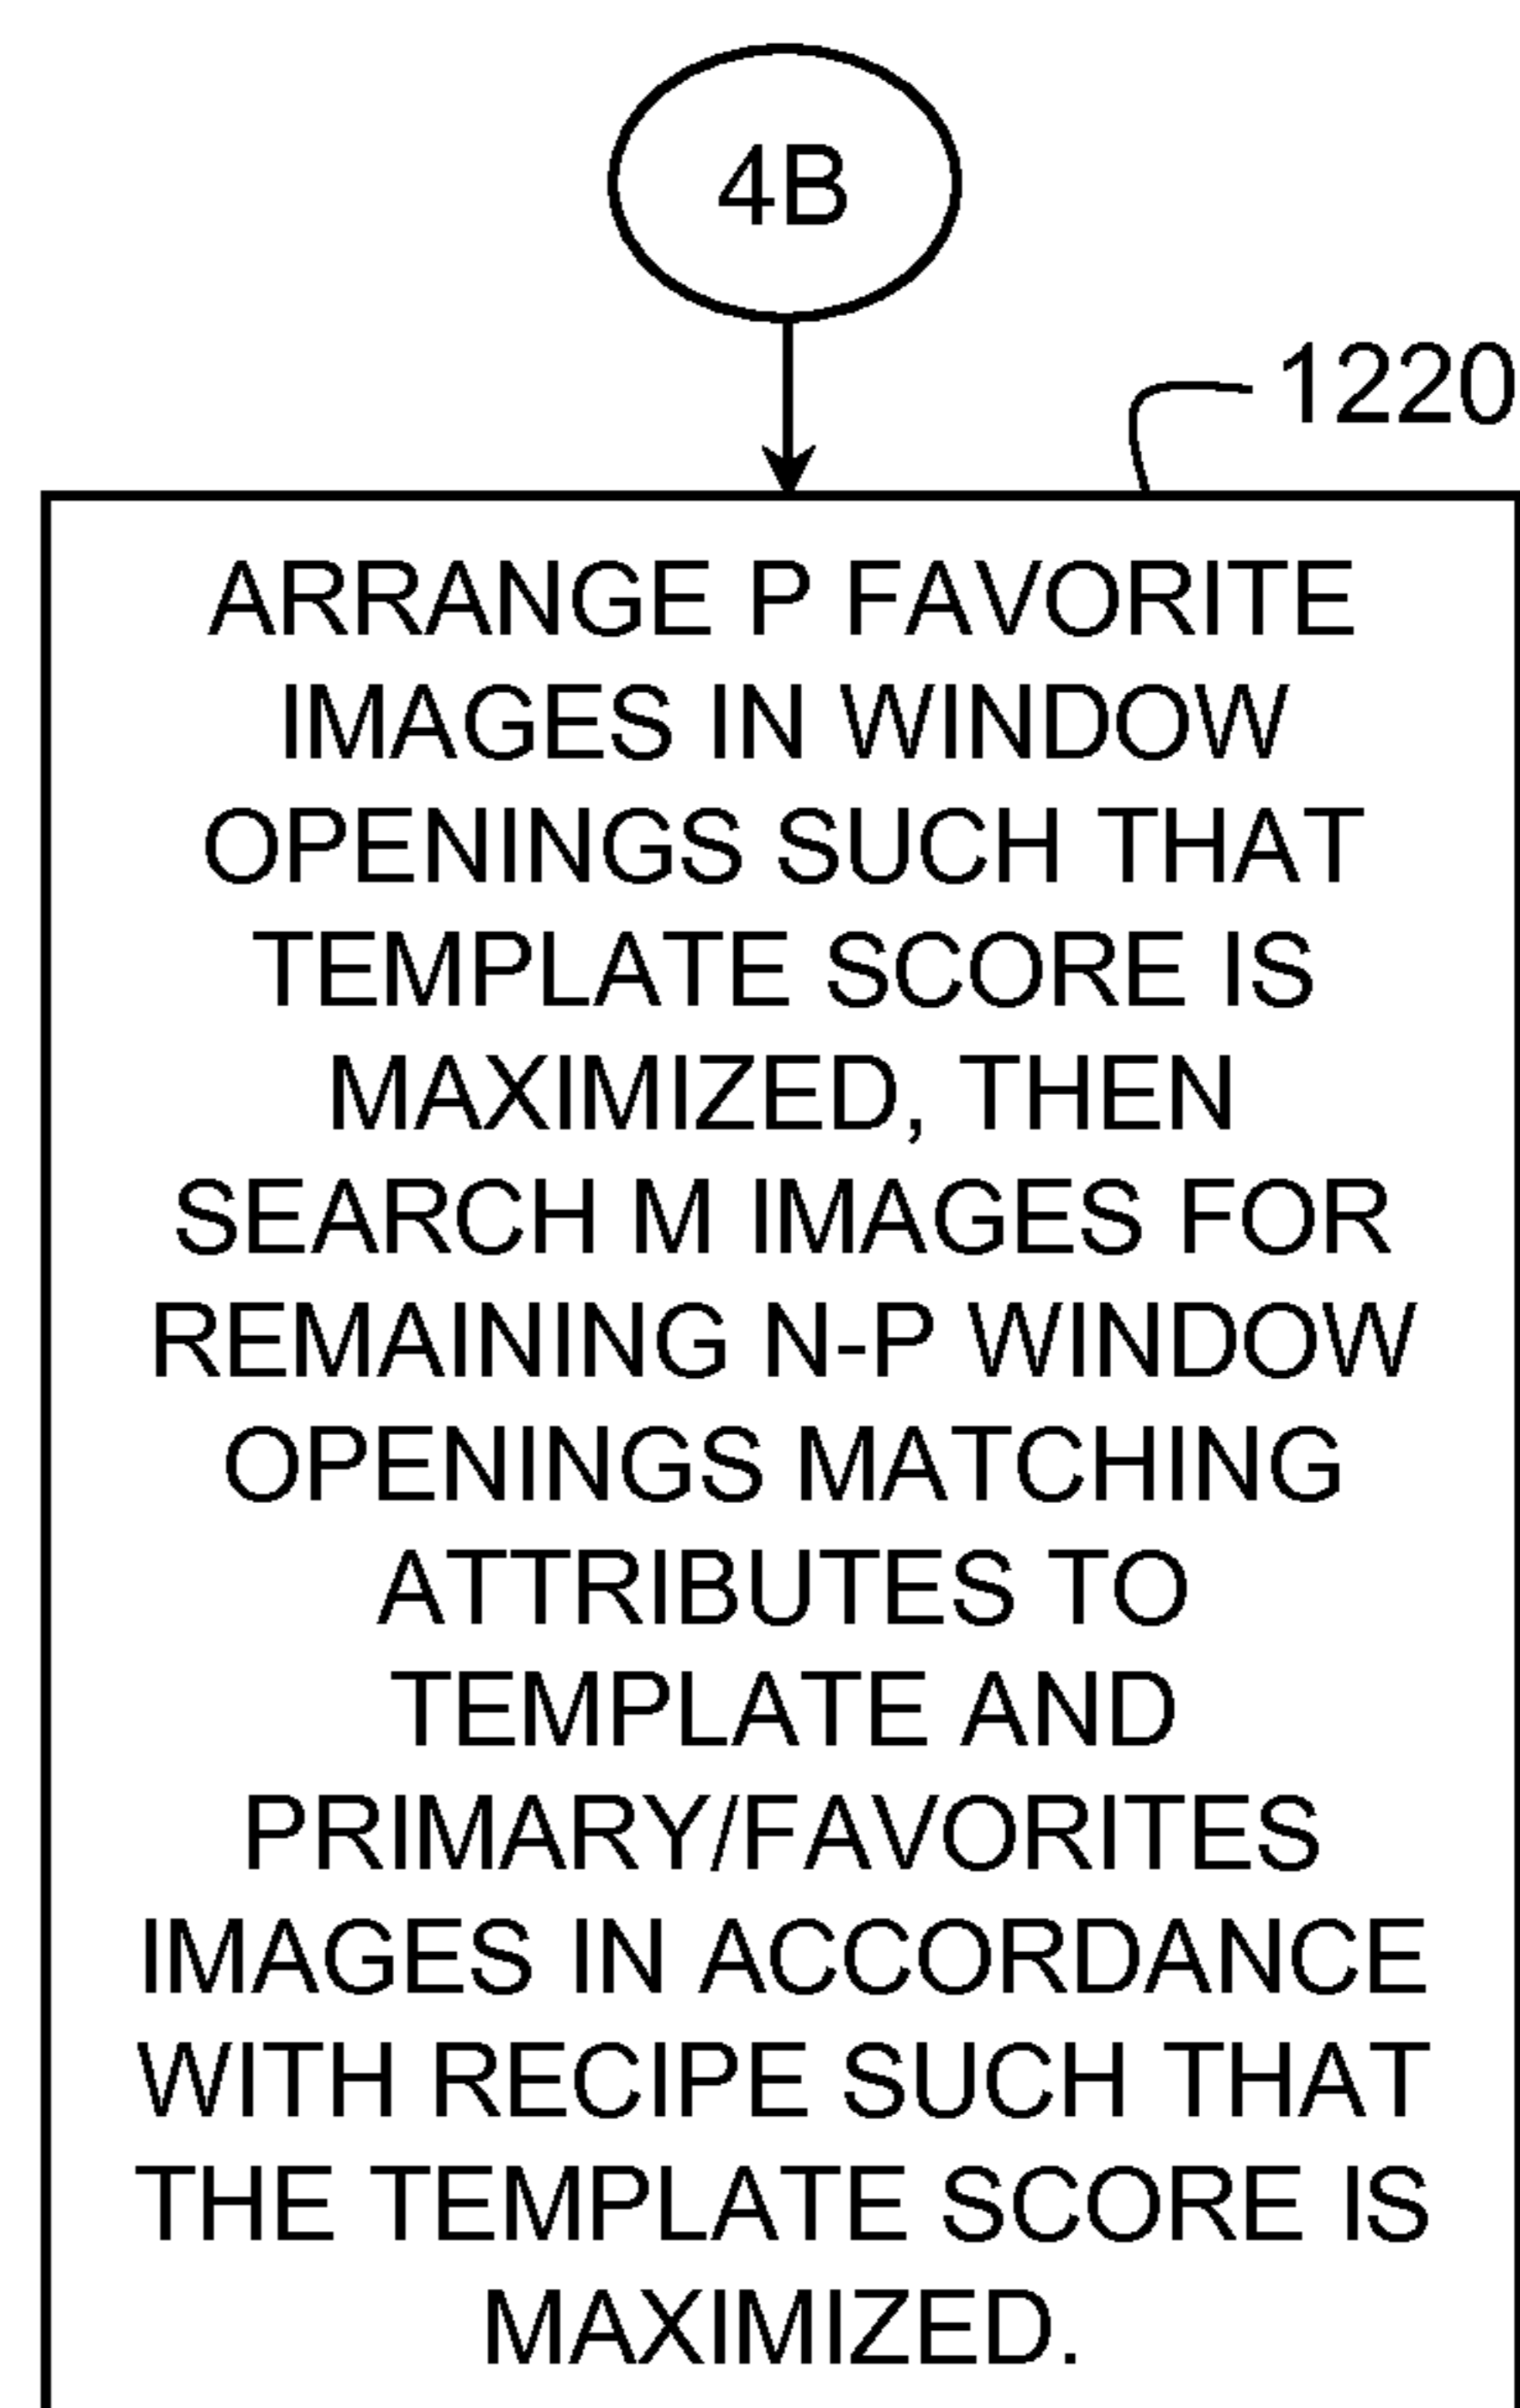 4B
1220
ARRANGE P FAVORITE
IMAGES IN WINDOW
OPENINGS SUCH THAT
TEMPLATE SCORE IS
MAXIMIZED, THEN
SEARCH M IMAGES FOR
REMAINING N-P WINDOW
OPENINGS MATCHING
ATTRIBUTES TO
TEMPLATE AND
PRIMARY/FAVORITES
IMAGES IN ACCORDANCE
WITH RECIPE SUCH THAT
THE TEMPLATE SCORE IS
MAXIMIZED.